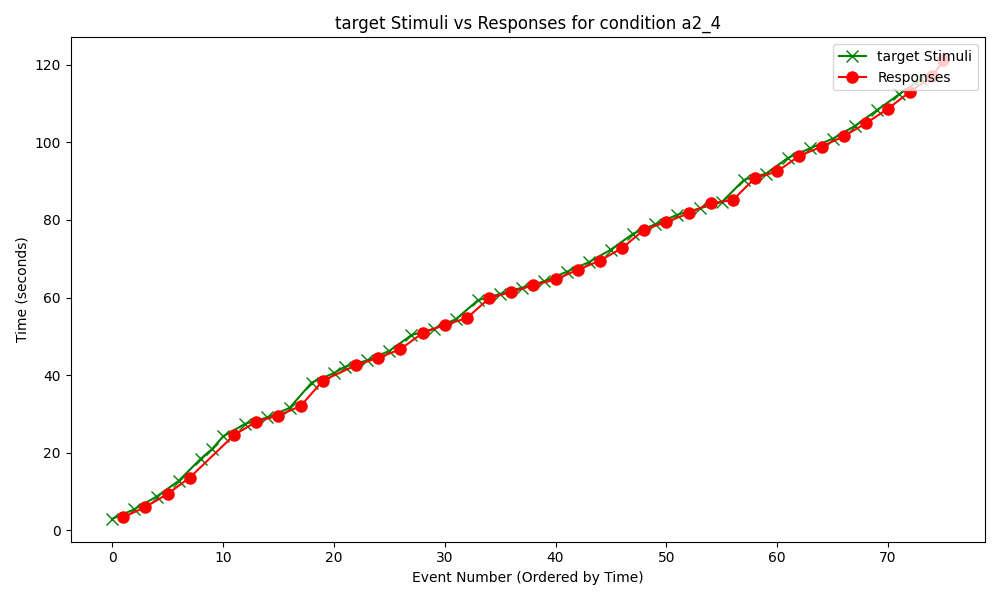 target Stimuli vs Responses for condition a2_4
target Stimuli
Responses
Time (seconds)
120
100
80
60
40
20
0
0 10 20 30 40 50 60 70
Event Number (Ordered by Time)